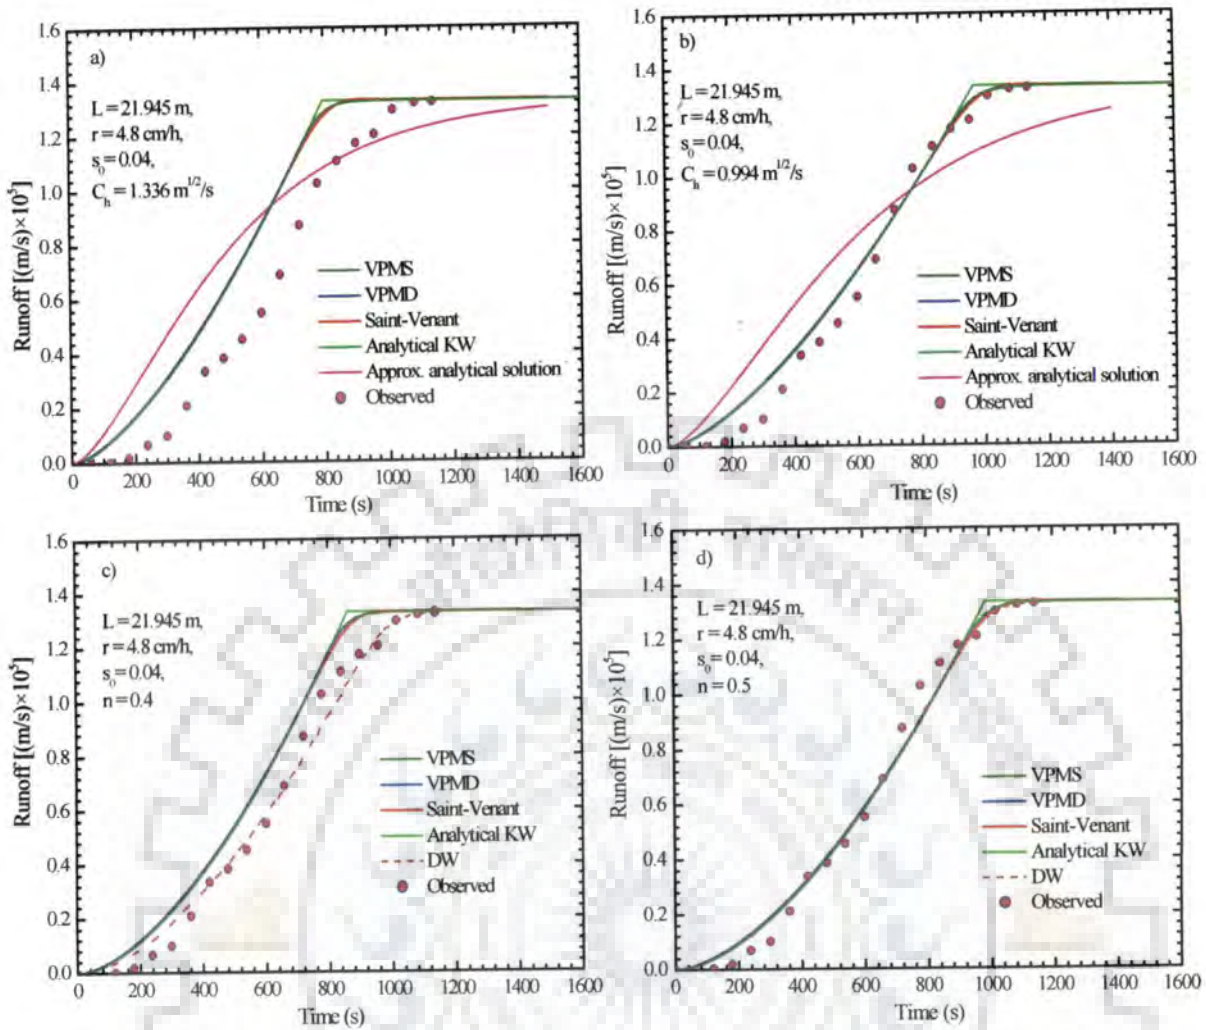 a)
L = 21.945 m,
r = 4.8 cm/h,
s₀ = 0.04,
Cₕ = 1.336 m^1/2/s
VPMS
VPMD
Saint-Venant
Analytical KW
Approx. analytical solution
Observed
Runoff [(m/s)×10⁵]
1.6
1.4
1.2
1.0
0.8
0.6
0.4
0.2
0.0
0 200 400 600 800 1000 1200 1400 1600
Time (s)
b)
L = 21.945 m,
r = 4.8 cm/h,
s₀ = 0.04,
Cₕ = 0.994 m^1/2/s
VPMS
VPMD
Saint-Venant
Analytical KW
Approx. analytical solution
Observed
Runoff [(m/s)×10⁵]
1.6
1.4
1.2
1.0
0.8
0.6
0.4
0.2
0.0
0 200 400 600 800 1000 1200 1400 1600
Time (s)
c)
L = 21.945 m,
r = 4.8 cm/h,
s₀ = 0.04,
n = 0.4
VPMS
VPMD
Saint-Venant
Analytical KW
DW
Observed
Runoff [(m/s)×10⁵]
1.6
1.4
1.2
1.0
0.8
0.6
0.4
0.2
0.0
0 200 400 600 800 1000 1200 1400 1600
Time (s)
d)
L = 21.945 m,
r = 4.8 cm/h,
s₀ = 0.04,
n = 0.5
VPMS
VPMD
Saint-Venant
Analytical KW
DW
Observed
Runoff [(m/s)×10⁵]
1.6
1.4
1.2
1.0
0.8
0.6
0.4
0.2
0.0
0 200 400 600 800 1000 1200 1400 1600
Time (s)